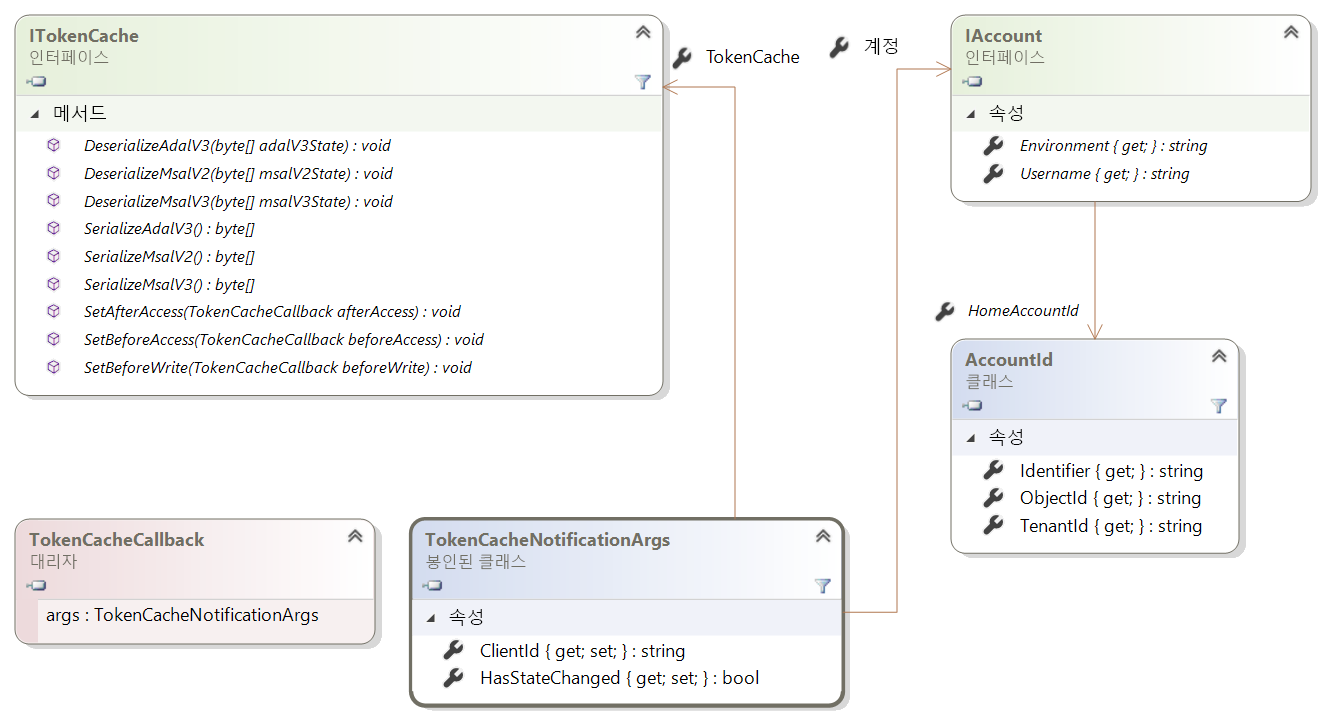 ITokenCache
인터페이스
메서드
DeserializeAdalV3(byte[] adalV3State) : void
DeserializeMsalV2(byte[] msalV2State) : void
DeserializeMsalV3(byte[] msalV3State) : void
SerializeAdalV3() : byte[]
SerializeMsalV2() : byte[]
SerializeMsalV3() : byte[]
SetAfterAccess(TokenCacheCallback afterAccess) : void
SetBeforeAccess(TokenCacheCallback beforeAccess) : void
SetBeforeWrite(TokenCacheCallback beforeWrite) : void
TokenCache
계정
IAccount
인터페이스
속성
Environment { get; } : string
Username { get; } : string
HomeAccountId
AccountId
클래스
속성
Identifier { get; } : string
ObjectId { get; } : string
TenantId { get; } : string
TokenCacheCallback
대리자
args : TokenCacheNotificationArgs
TokenCacheNotificationArgs
봉인된 클래스
속성
ClientId { get; set; } : string
HasStateChanged { get; set; } : bool